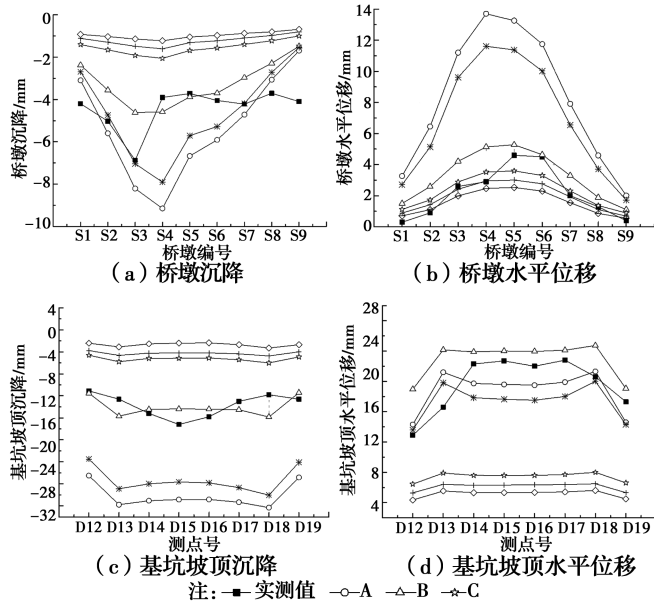 桥墩沉降/mm
0
−2
−4
−6
−8
−10
S1 S2 S3 S4 S5 S6 S7 S8 S9
桥墩编号
(a)桥墩沉降
桥墩水平位移/mm
14
12
10
8
6
4
2
0
S1 S2 S3 S4 S5 S6 S7 S8 S9
桥墩编号
(b)桥墩水平位移
基坑坡顶沉降/mm
4
0
−4
−8
−12
−16
−22
−24
−28
−32
D12 D13 D14 D15 D16 D17 D18 D19
测点号
(c)基坑坡顶沉降
基坑坡顶水平位移/mm
28
24
20
16
12
8
4
D12 D13 D14 D15 D16 D17 D18 D19
测点号
(d)基坑坡顶水平位移
注: 实测值 A B C